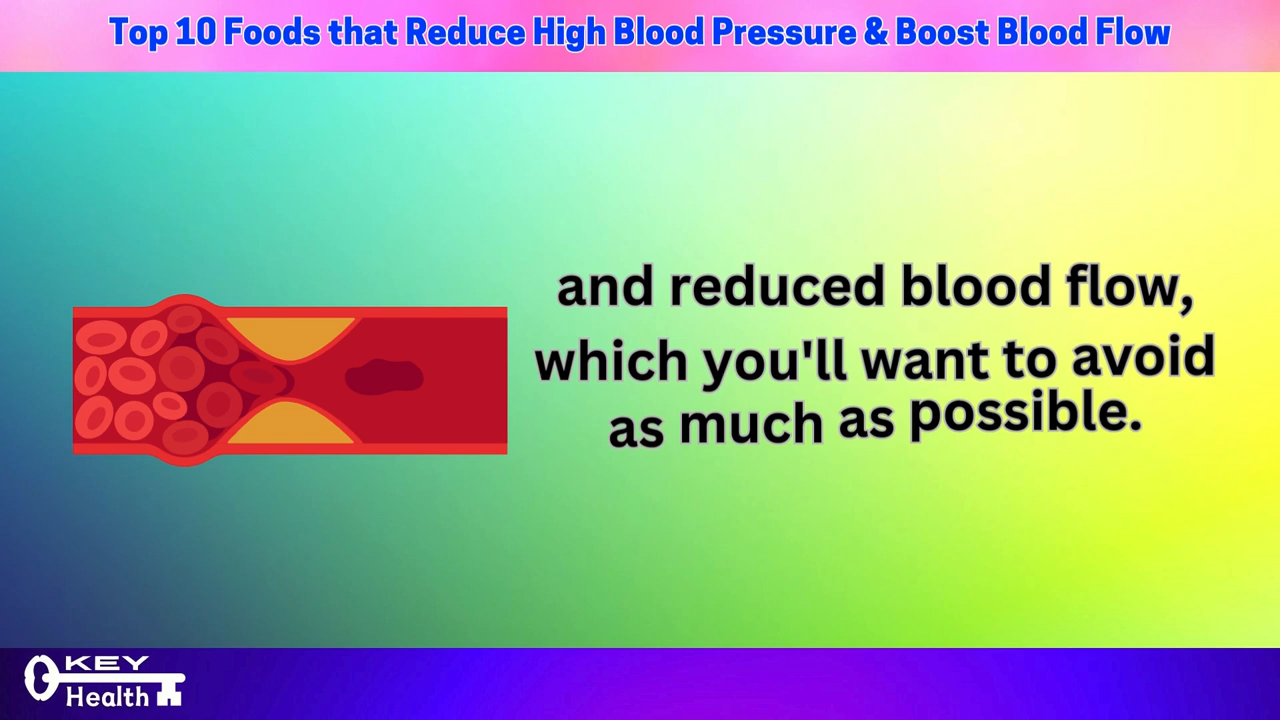 Top 10 Foods that Reduce High Blood Pressure & Boost Blood Flow
and reduced blood flow,
which you'll want to avoid
as much as possible.
KEY
Health